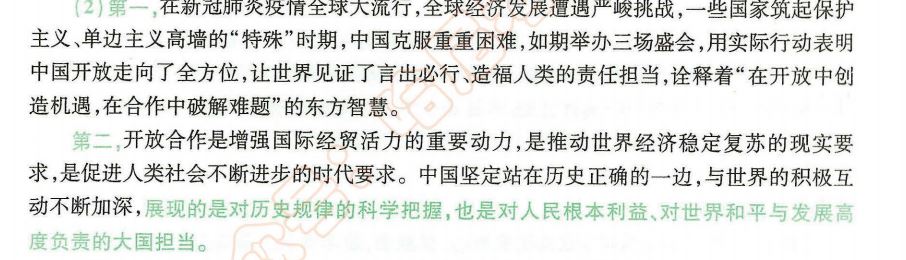 (2)第一,在新冠肺炎疫情全球大流行,全球经济发展遭遇严峻挑战,一些国家筑起保护
主义、单边主义高墙的“特殊”时期,中国克服重重困难,如期举办三场盛会,用实际行动表明
中国开放走向了全方位,让世界见证了言出必行、造福人类的责任担当,诠释着“在开放中创
造机遇,在合作中破解难题”的东方智慧。
第二,开放合作是增强国际经贸活力的重要动力,是推动世界经济稳定复苏的现实要
求,是促进人类社会不断进步的时代要求。中国坚定站在历史正确的一边,与世界的积极互
动不断加深,展现的是对历史规律的科学把握,也是对人民根本利益、对世界和平与发展高
度负责的大国担当。